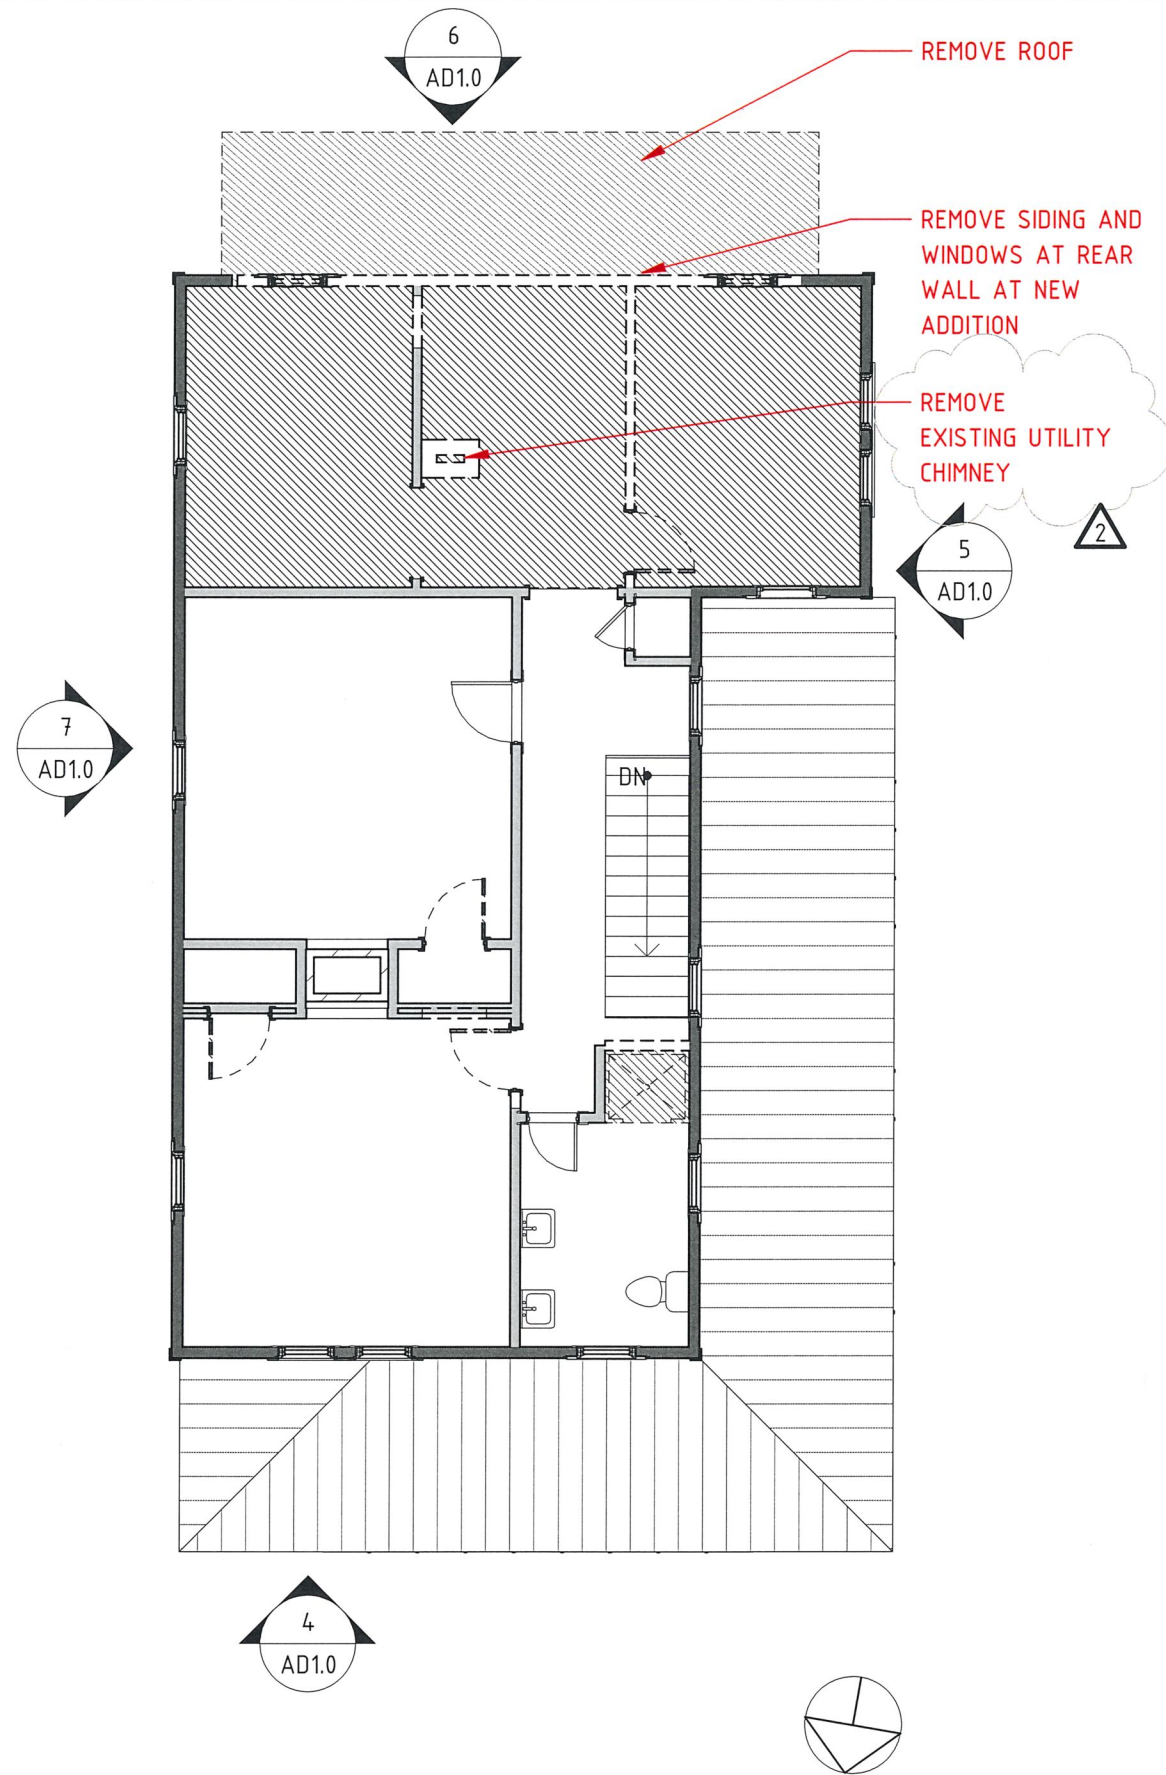 6
AD1.0
REMOVE ROOF
REMOVE SIDING AND
WINDOWS AT REAR
WALL AT NEW
ADDITION
REMOVE
EXISTING UTILITY
CHIMNEY
2
5
AD1.0
7
AD1.0
DN
4
AD1.0